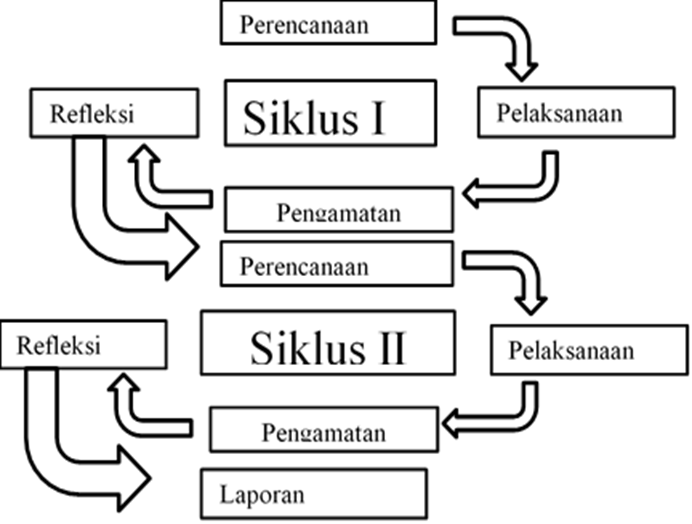 Perencanaan
Refleksi
Siklus I
Pelaksanaan
Pengamatan
Perencanaan
Refleksi
Siklus II
Pelaksanaan
Pengamatan
Laporan